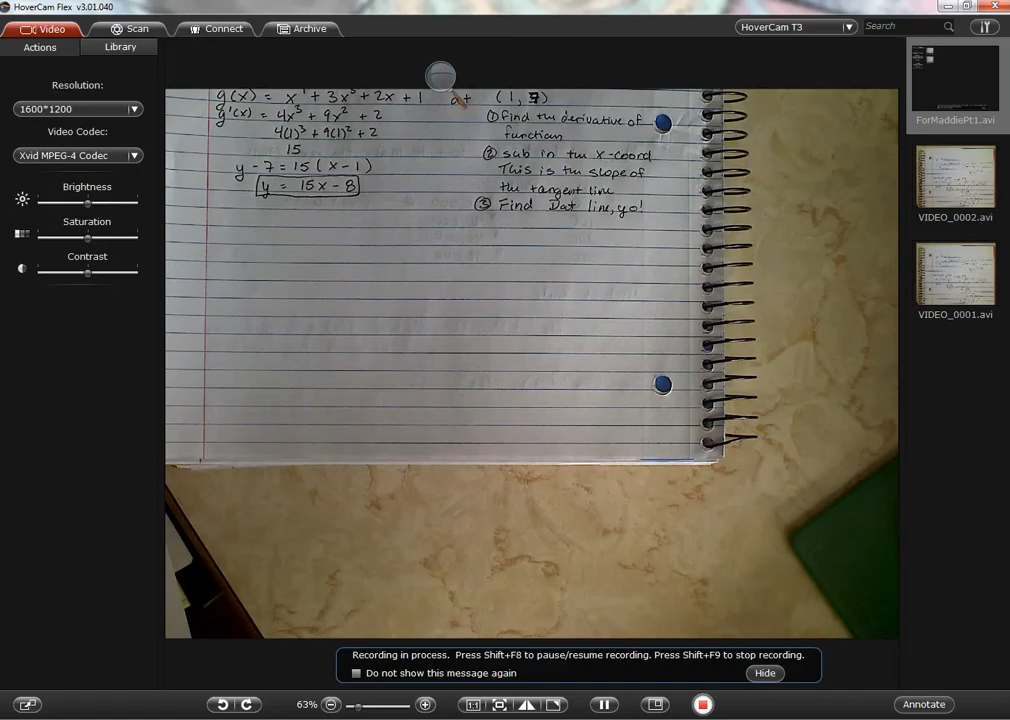 HoverCam Flex v3.01.040
Video
Scan
Connect
Archive
HoverCam T3
Search
Actions
Library
Resolution:
1600*1200
Video Codec:
Xvid MPEG-4 Codec
Brightness
Saturation
Contrast
g(x) = x⁴ + 3x³ + 2x + 1 at (1, 7)
g'(x) = 4x³ + 9x² + 2
4(1)³ + 9(1)² + 2
15
y - 7 = 15 (x - 1)
y = 15x - 8
① Find the derivative of
function
② sub in the x-coord
This is the slope of
the tangent line
③ Find Dat line, yo!
ForMaddiePt1.avi
VIDEO_0002.avi
VIDEO_0001.avi
Recording in process. Press Shift+F8 to pause/resume recording. Press Shift+F9 to stop recording.
Do not show this message again
Hide
63%
1:1
Annotate